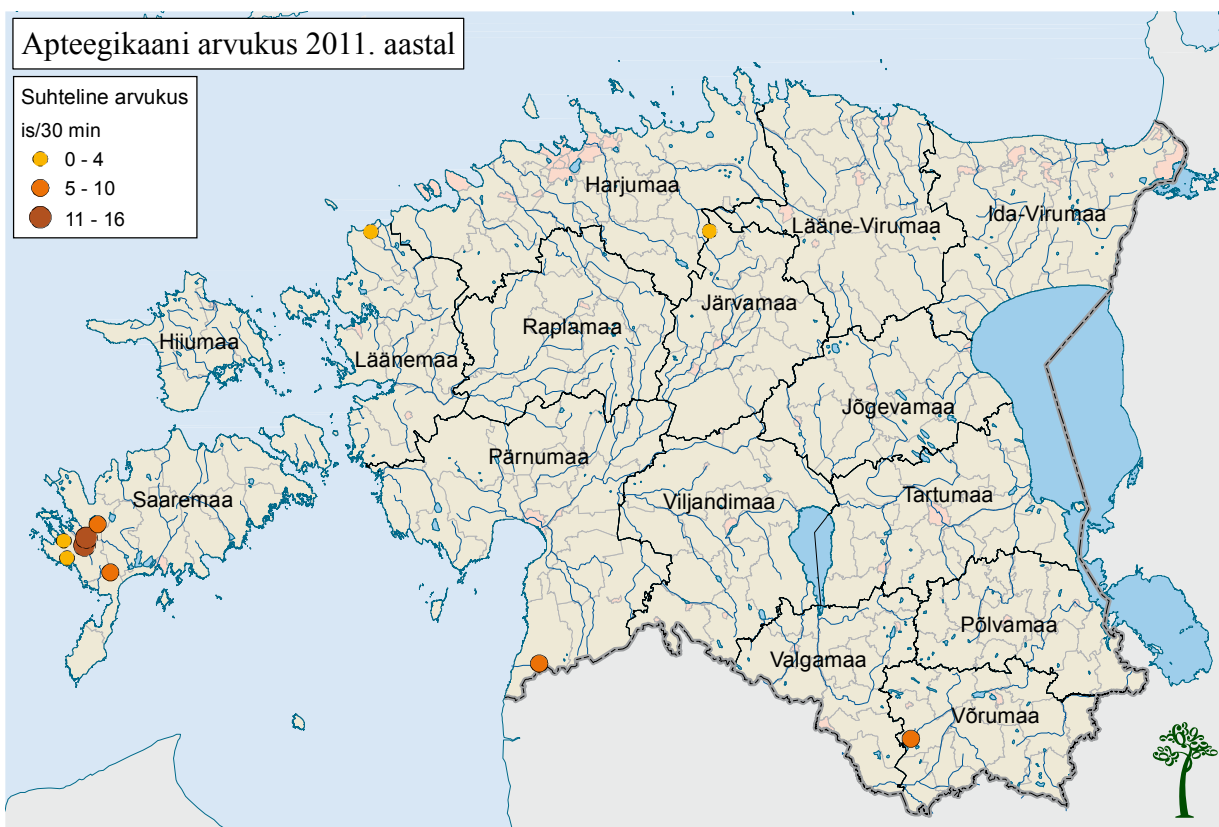 Apteegikaani arvukus 2011. aastal
Suhteline arvukus
is/30 min
0 - 4
5 - 10
11 - 16
Harjumaa
Lääne-Virumaa
Ida-Virumaa
Järvamaa
Raplamaa
Hiiumaa
Läänemaa
Jõgevamaa
Pärnumaa
Saaremaa
Viljandimaa
Tartumaa
Põlvamaa
Valgamaa
Võrumaa